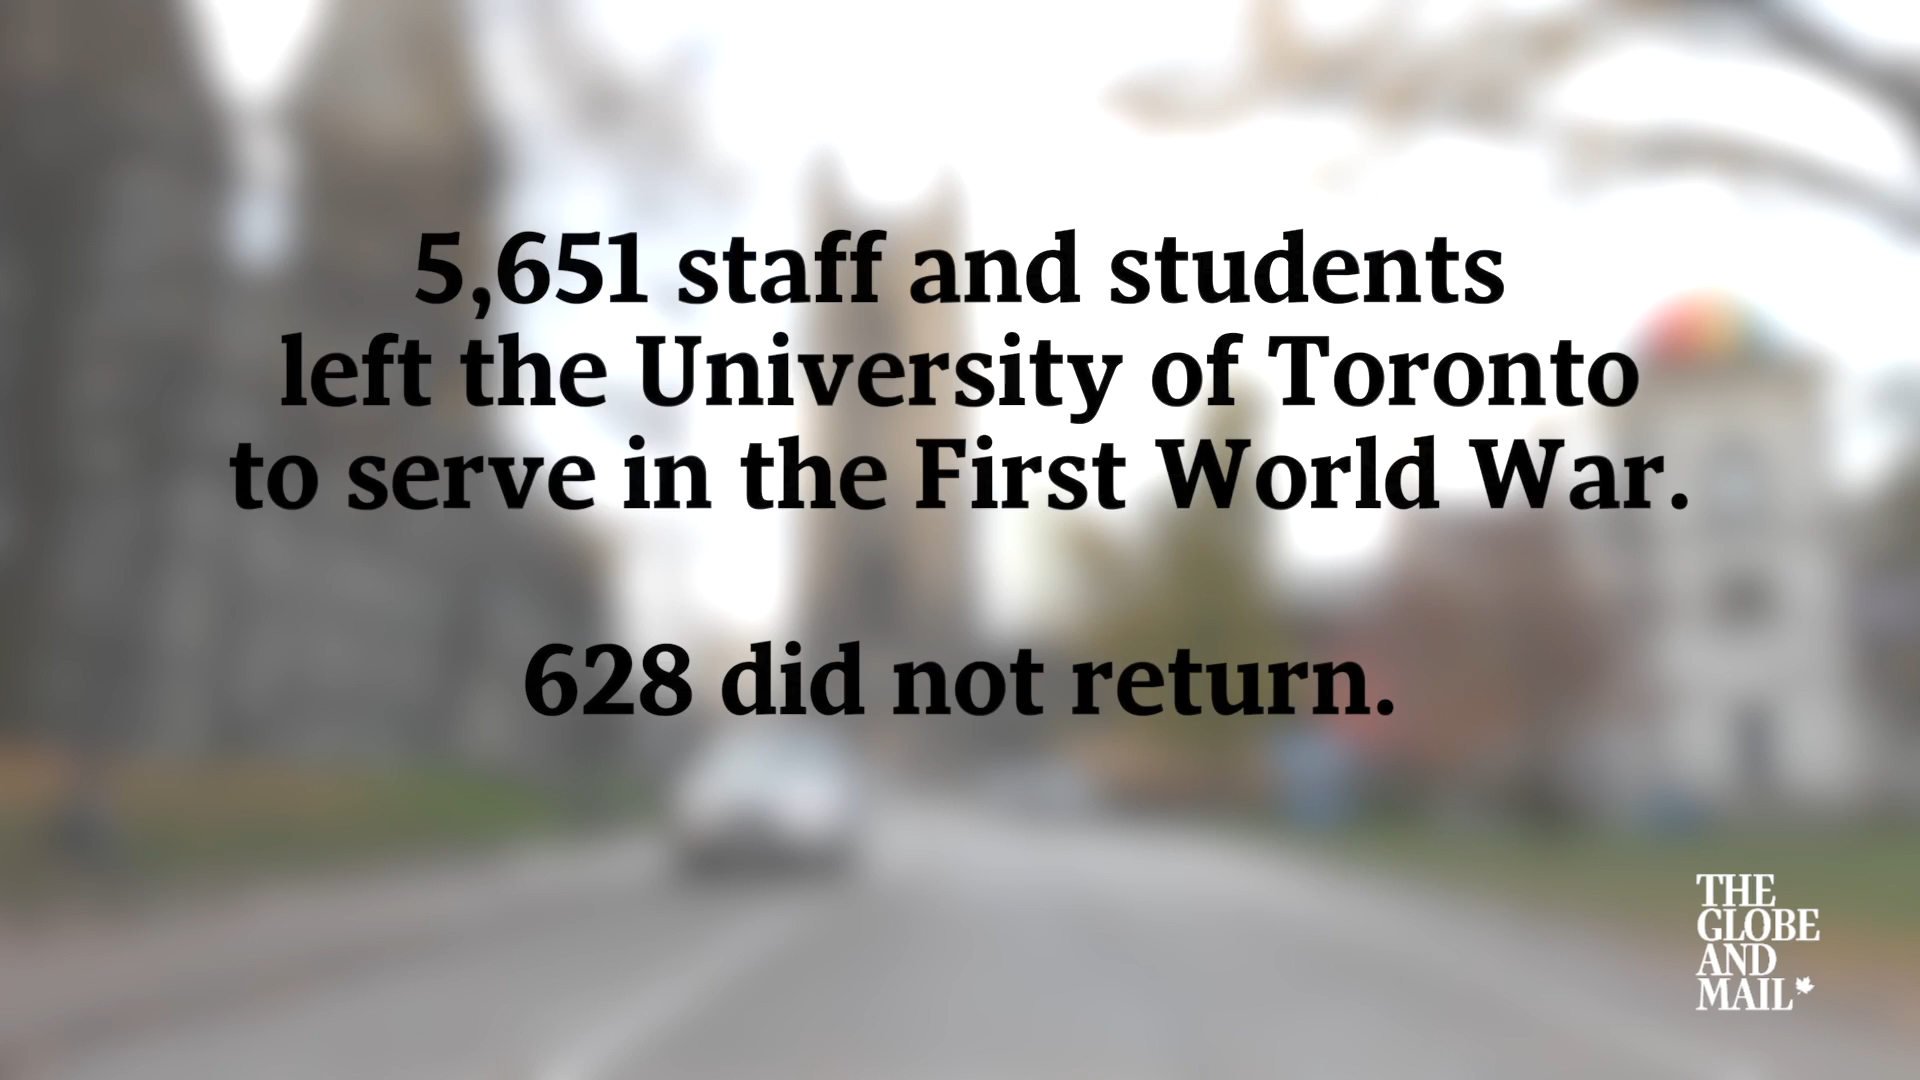 5,651 staff and students
left the University of Toronto
to serve in the First World War.
628 did not return.
THE
GLOBE
AND
MAIL